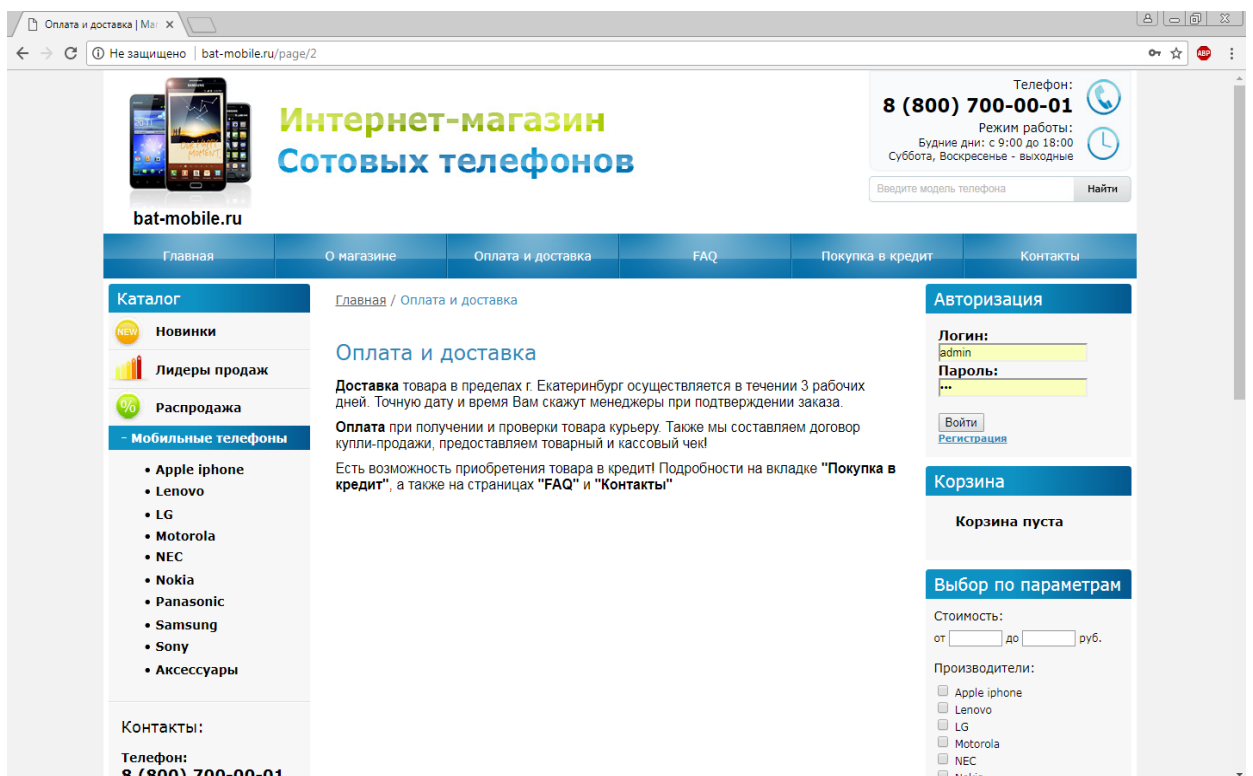 Оплата и доставка | Маг
Не защищено | bat-mobile.ru/page/2
ABP
Интернет-магазин
Сотовых телефонов
bat-mobile.ru
Телефон:
8 (800) 700-00-01
Режим работы:
Будние дни: с 9:00 до 18:00
Суббота, Воскресенье - выходные
Введите модель телефона
Найти
Главная
О магазине
Оплата и доставка
FAQ
Покупка в кредит
Контакты
Каталог
NEW Новинки
Лидеры продаж
% Распродажа
- Мобильные телефоны
• Apple iphone
• Lenovo
• LG
• Motorola
• NEC
• Nokia
• Panasonic
• Samsung
• Sony
• Аксессуары
Контакты:
Телефон:
8 (800) 700-00-01
Главная / Оплата и доставка
Оплата и доставка
Доставка товара в пределах г. Екатеринбург осуществляется в течении 3 рабочих
дней. Точную дату и время Вам скажут менеджеры при подтверждении заказа.
Оплата при получении и проверки товара курьеру. Также мы составляем договор
купли-продажи, предоставляем товарный и кассовый чек!
Есть возможность приобретения товара в кредит! Подробности на вкладке "Покупка в
кредит", а также на страницах "FAQ" и "Контакты"
Авторизация
Логин:
admin
Пароль:
•••
Войти
Регистрация
Корзина
Корзина пуста
Выбор по параметрам
Стоимость:
от до руб.
Производители:
Apple iphone
Lenovo
LG
Motorola
NEC
Nokia